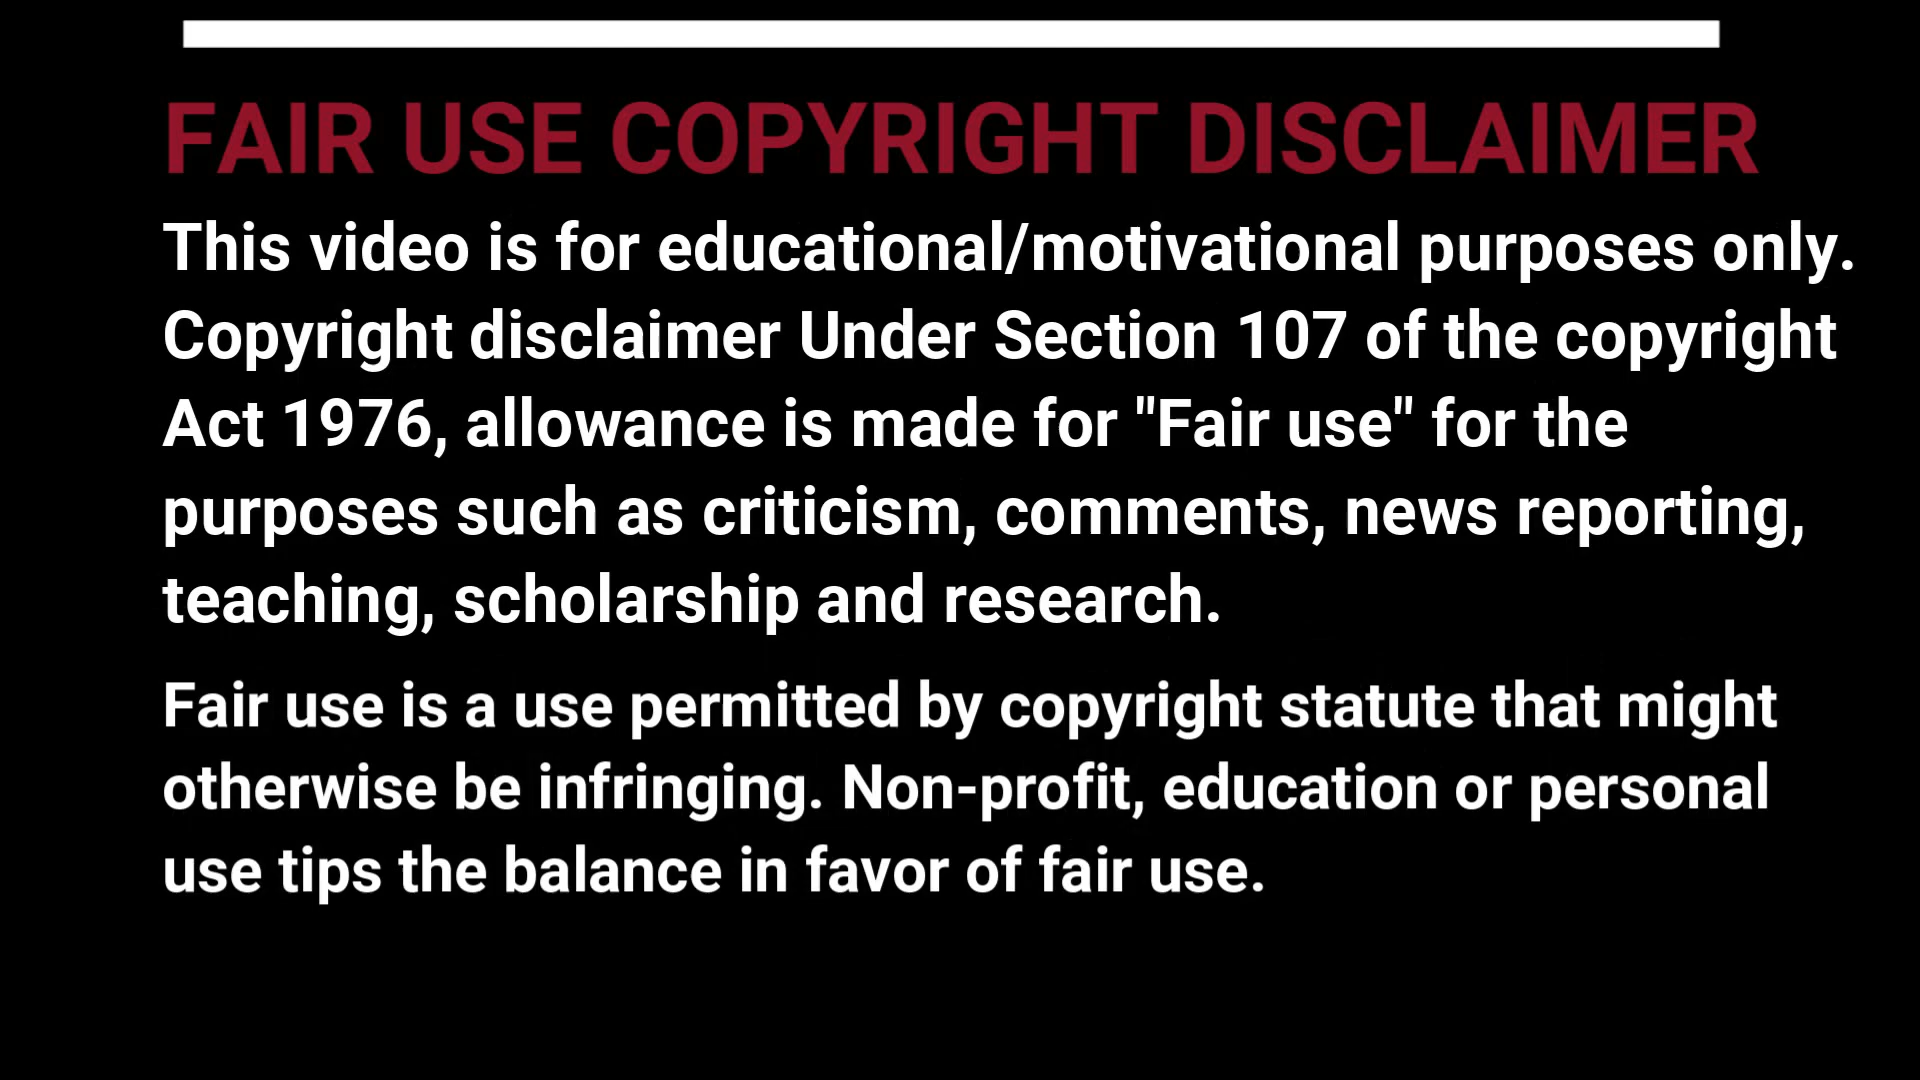 FAIR USE COPYRIGHT DISCLAIMER
This video is for educational/motivational purposes only.
Copyright disclaimer Under Section 107 of the copyright
Act 1976, allowance is made for "Fair use" for the
purposes such as criticism, comments, news reporting,
teaching, scholarship and research.
Fair use is a use permitted by copyright statute that might
otherwise be infringing. Non-profit, education or personal
use tips the balance in favor of fair use.